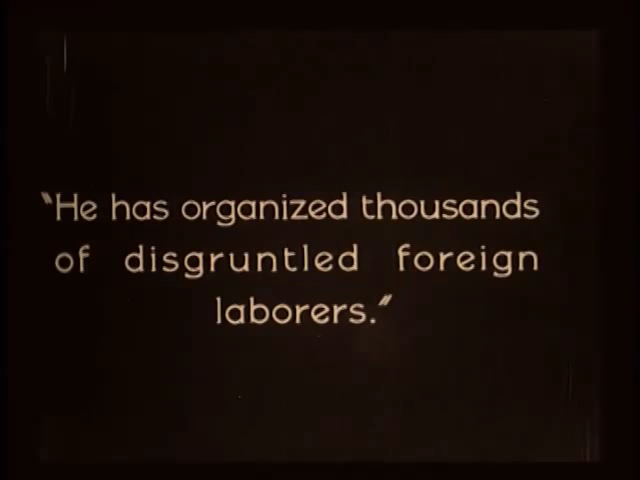 "He has organized thousands
of disgruntled foreign
laborers."